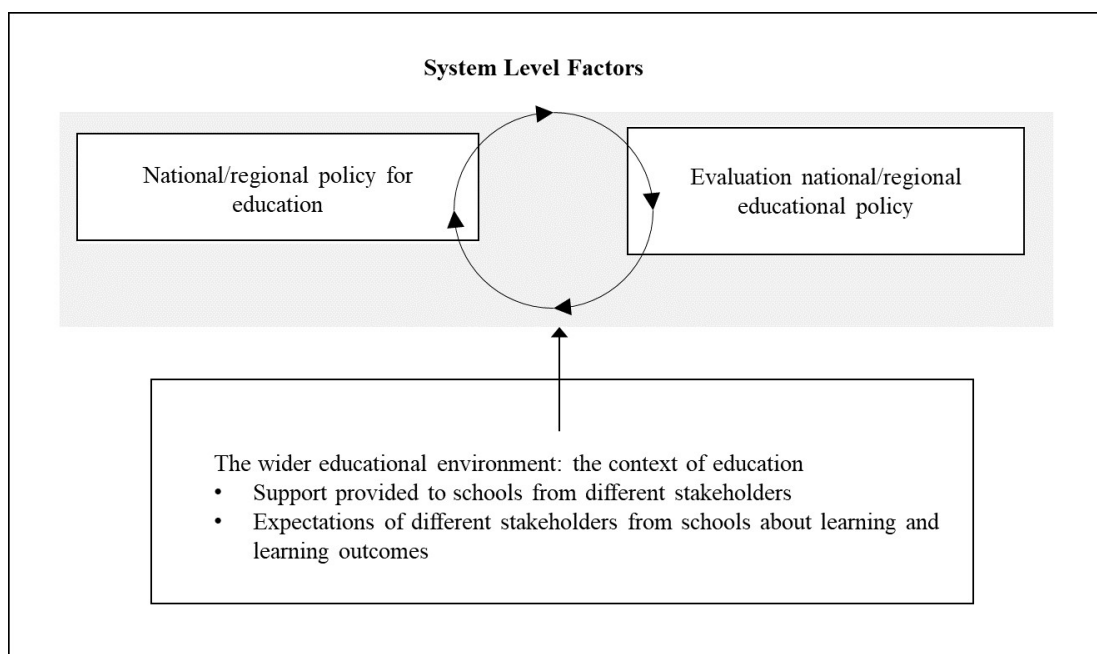 System Level Factors
National/regional policy for
education
Evaluation national/regional
educational policy
The wider educational environment: the context of education
• Support provided to schools from different stakeholders
• Expectations of different stakeholders from schools about learning and
learning outcomes